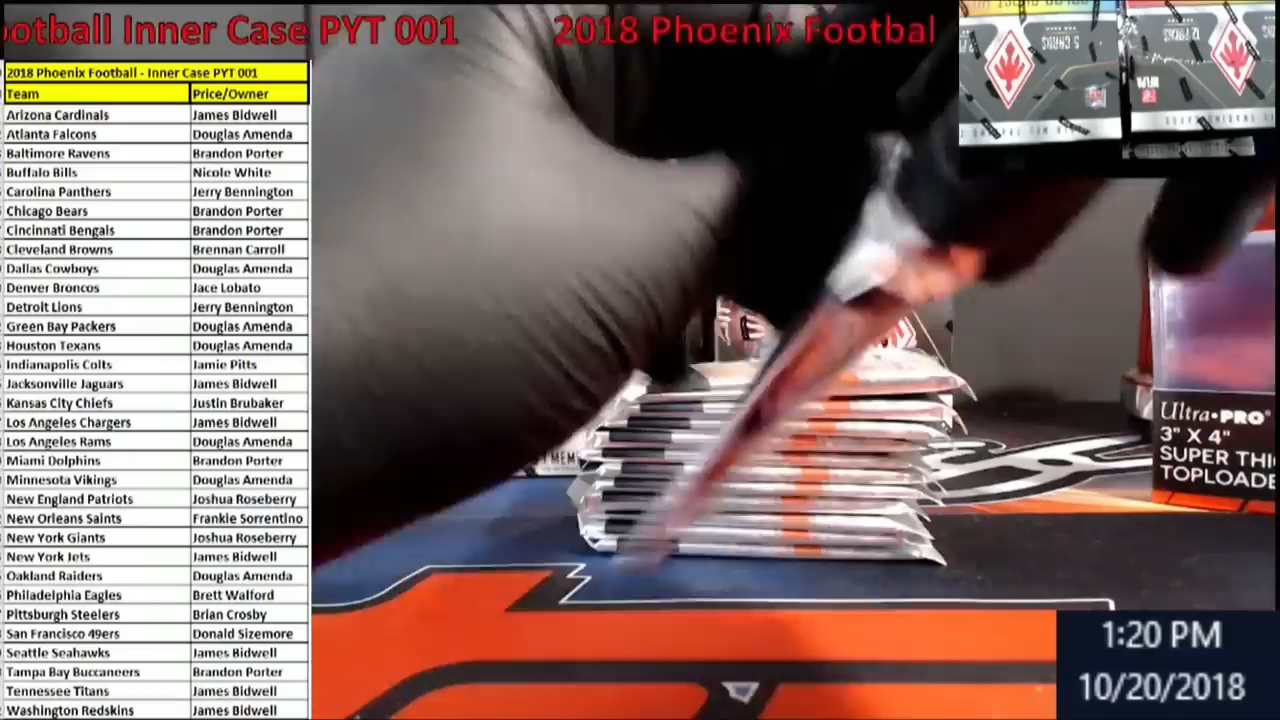 ootball Inner Case PYT 001 2018 Phoenix Footbal
2018 Phoenix Football - Inner Case PYT 001
Team Price/Owner
Arizona Cardinals James Bidwell
Atlanta Falcons Douglas Amenda
Baltimore Ravens Brandon Porter
Buffalo Bills Nicole White
Carolina Panthers Jerry Bennington
Chicago Bears Brandon Porter
Cincinnati Bengals Brandon Porter
Cleveland Browns Brennan Carroll
Dallas Cowboys Douglas Amenda
Denver Broncos Jace Lobato
Detroit Lions Jerry Bennington
Green Bay Packers Douglas Amenda
Houston Texans Douglas Amenda
Indianapolis Colts Jamie Pitts
Jacksonville Jaguars James Bidwell
Kansas City Chiefs Justin Brubaker
Los Angeles Chargers James Bidwell
Los Angeles Rams Douglas Amenda
Miami Dolphins Brandon Porter
Minnesota Vikings Douglas Amenda
New England Patriots Joshua Roseberry
New Orleans Saints Frankie Sorrentino
New York Giants Joshua Roseberry
New York Jets James Bidwell
Oakland Raiders Douglas Amenda
Philadelphia Eagles Brett Walford
Pittsburgh Steelers Brian Crosby
San Francisco 49ers Donald Sizemore
Seattle Seahawks James Bidwell
Tampa Bay Buccaneers Brandon Porter
Tennessee Titans James Bidwell
Washington Redskins James Bidwell
5 CARDS
12 PACKS
Ultra•PRO®
3" X 4"
SUPER THI
TOPLOADE
1:20 PM
10/20/2018